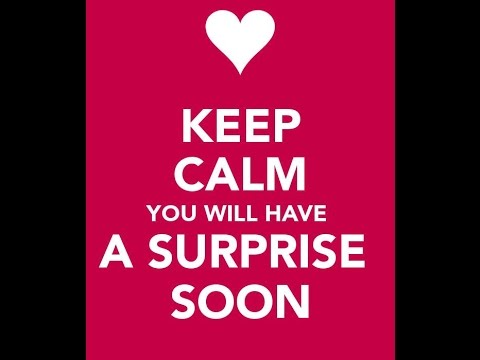 KEEP
CALM
YOU WILL HAVE
A SURPRISE
SOON